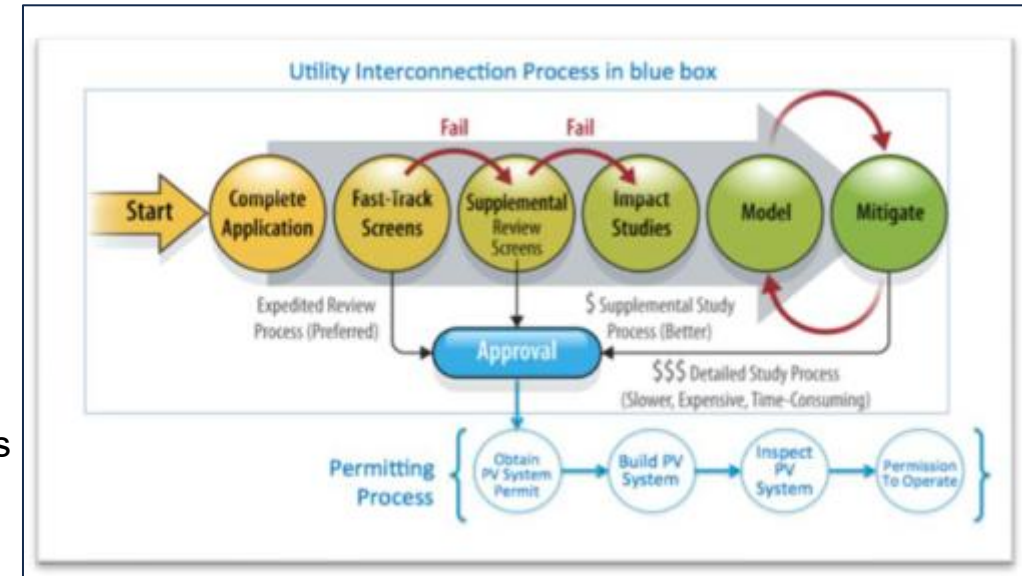 Utility Interconnection Process in blue box
Fail
Fail
Start
Complete
Application
Fast-Track
Screens
Supplemental
Review
Screens
Impact
Studies
Model
Mitigate
Expedited Review
Process (Preferred)
$ Supplemental Study
Process (Better)
Approval
$$$ Detailed Study Process
(Slower, Expensive, Time-Consuming)
s
Permitting
Process
Obtain
PV System
Permit
Build PV
System
Inspect
PV
System
Permission
To Operate